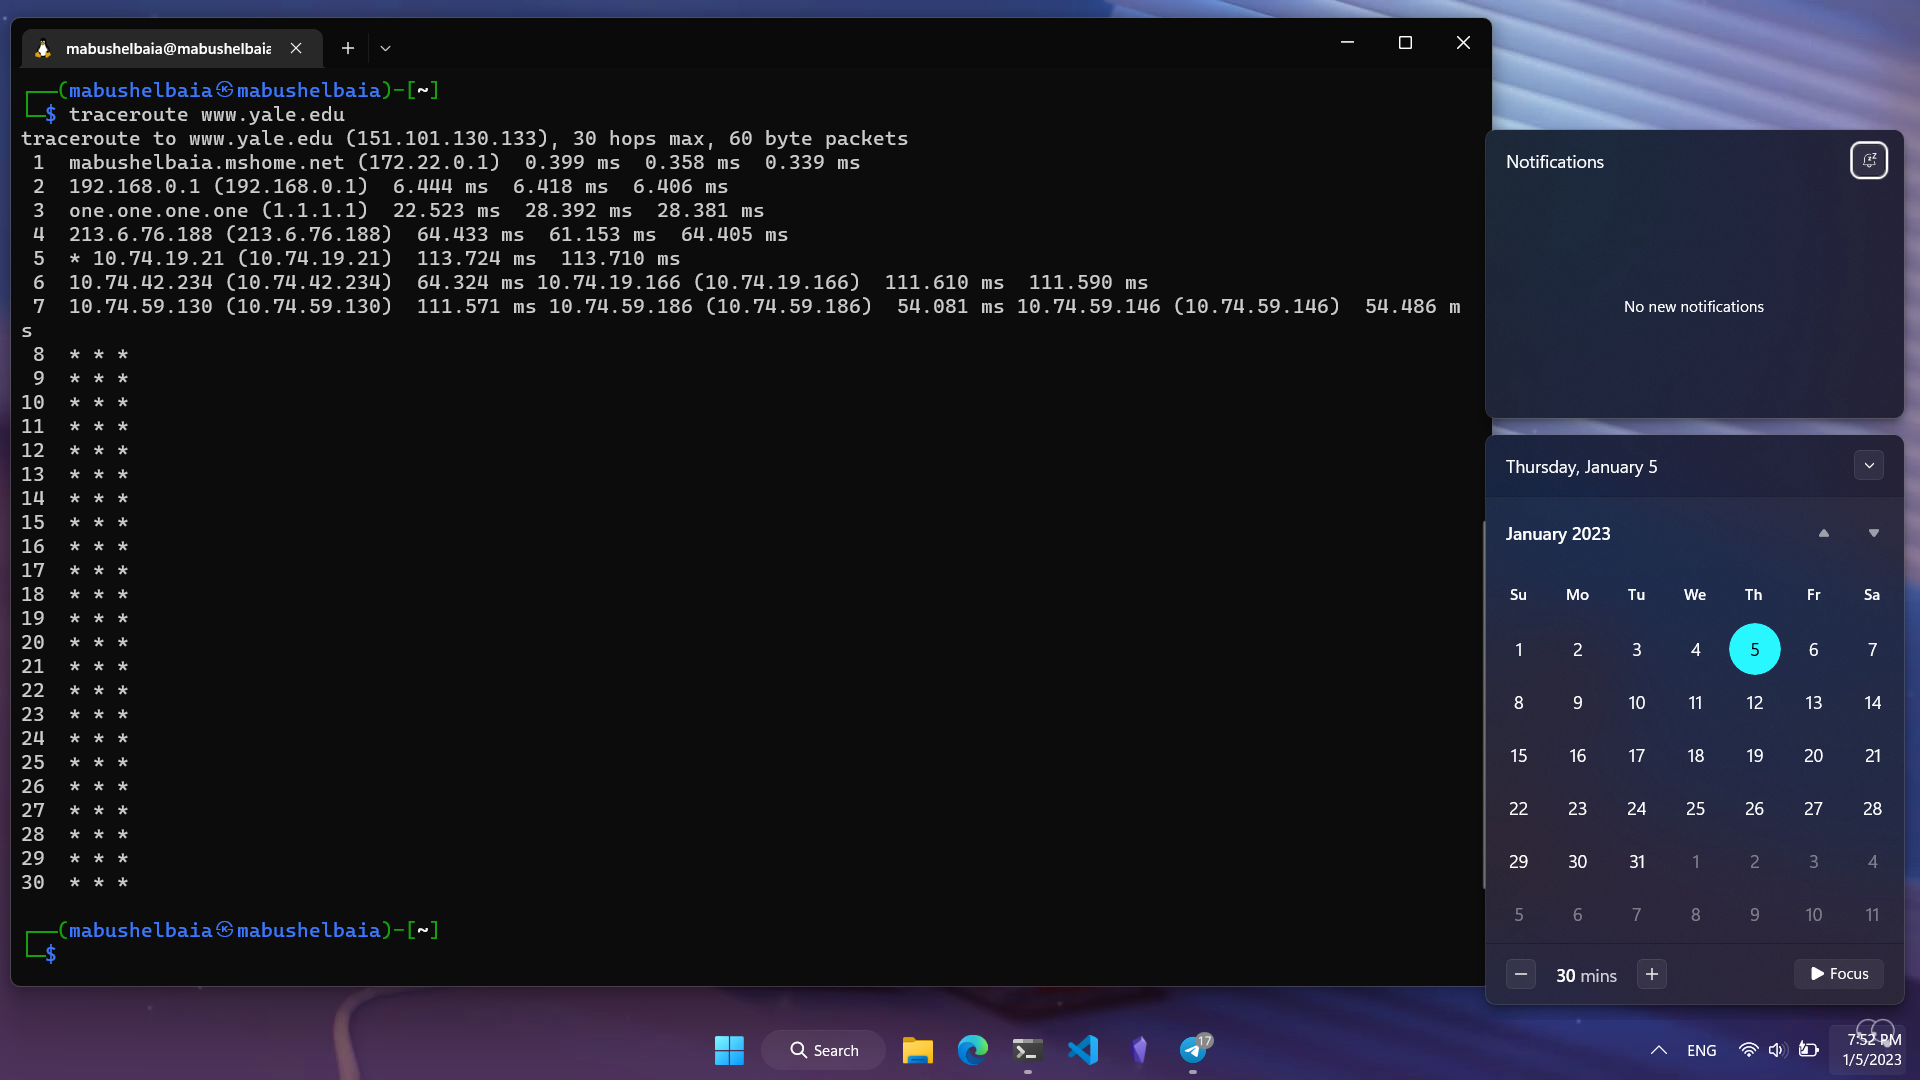 mabushelbaia@mabushelbaia
┌──(mabushelbaia㉿mabushelbaia)-[~]
└─$ traceroute www.yale.edu
traceroute to www.yale.edu (151.101.130.133), 30 hops max, 60 byte packets
1 mabushelbaia.mshome.net (172.22.0.1) 0.399 ms 0.358 ms 0.339 ms
2 192.168.0.1 (192.168.0.1) 6.444 ms 6.418 ms 6.406 ms
3 one.one.one.one (1.1.1.1) 22.523 ms 28.392 ms 28.381 ms
4 213.6.76.188 (213.6.76.188) 64.433 ms 61.153 ms 64.405 ms
5 * 10.74.19.21 (10.74.19.21) 113.724 ms 113.710 ms
6 10.74.42.234 (10.74.42.234) 64.324 ms 10.74.19.166 (10.74.19.166) 111.610 ms 111.590 ms
7 10.74.59.130 (10.74.59.130) 111.571 ms 10.74.59.186 (10.74.59.186) 54.081 ms 10.74.59.146 (10.74.59.146) 54.486 m
s
8 * * *
9 * * *
10 * * *
11 * * *
12 * * *
13 * * *
14 * * *
15 * * *
16 * * *
17 * * *
18 * * *
19 * * *
20 * * *
21 * * *
22 * * *
23 * * *
24 * * *
25 * * *
26 * * *
27 * * *
28 * * *
29 * * *
30 * * *
┌──(mabushelbaia㉿mabushelbaia)-[~]
└─$
Notifications
No new notifications
Thursday, January 5
January 2023
Su Mo Tu We Th Fr Sa
1 2 3 4 5 6 7
8 9 10 11 12 13 14
15 16 17 18 19 20 21
22 23 24 25 26 27 28
29 30 31 1 2 3 4
5 6 7 8 9 10 11
30 mins
Focus
Search
17
ENG
7:52 PM
1/5/2023